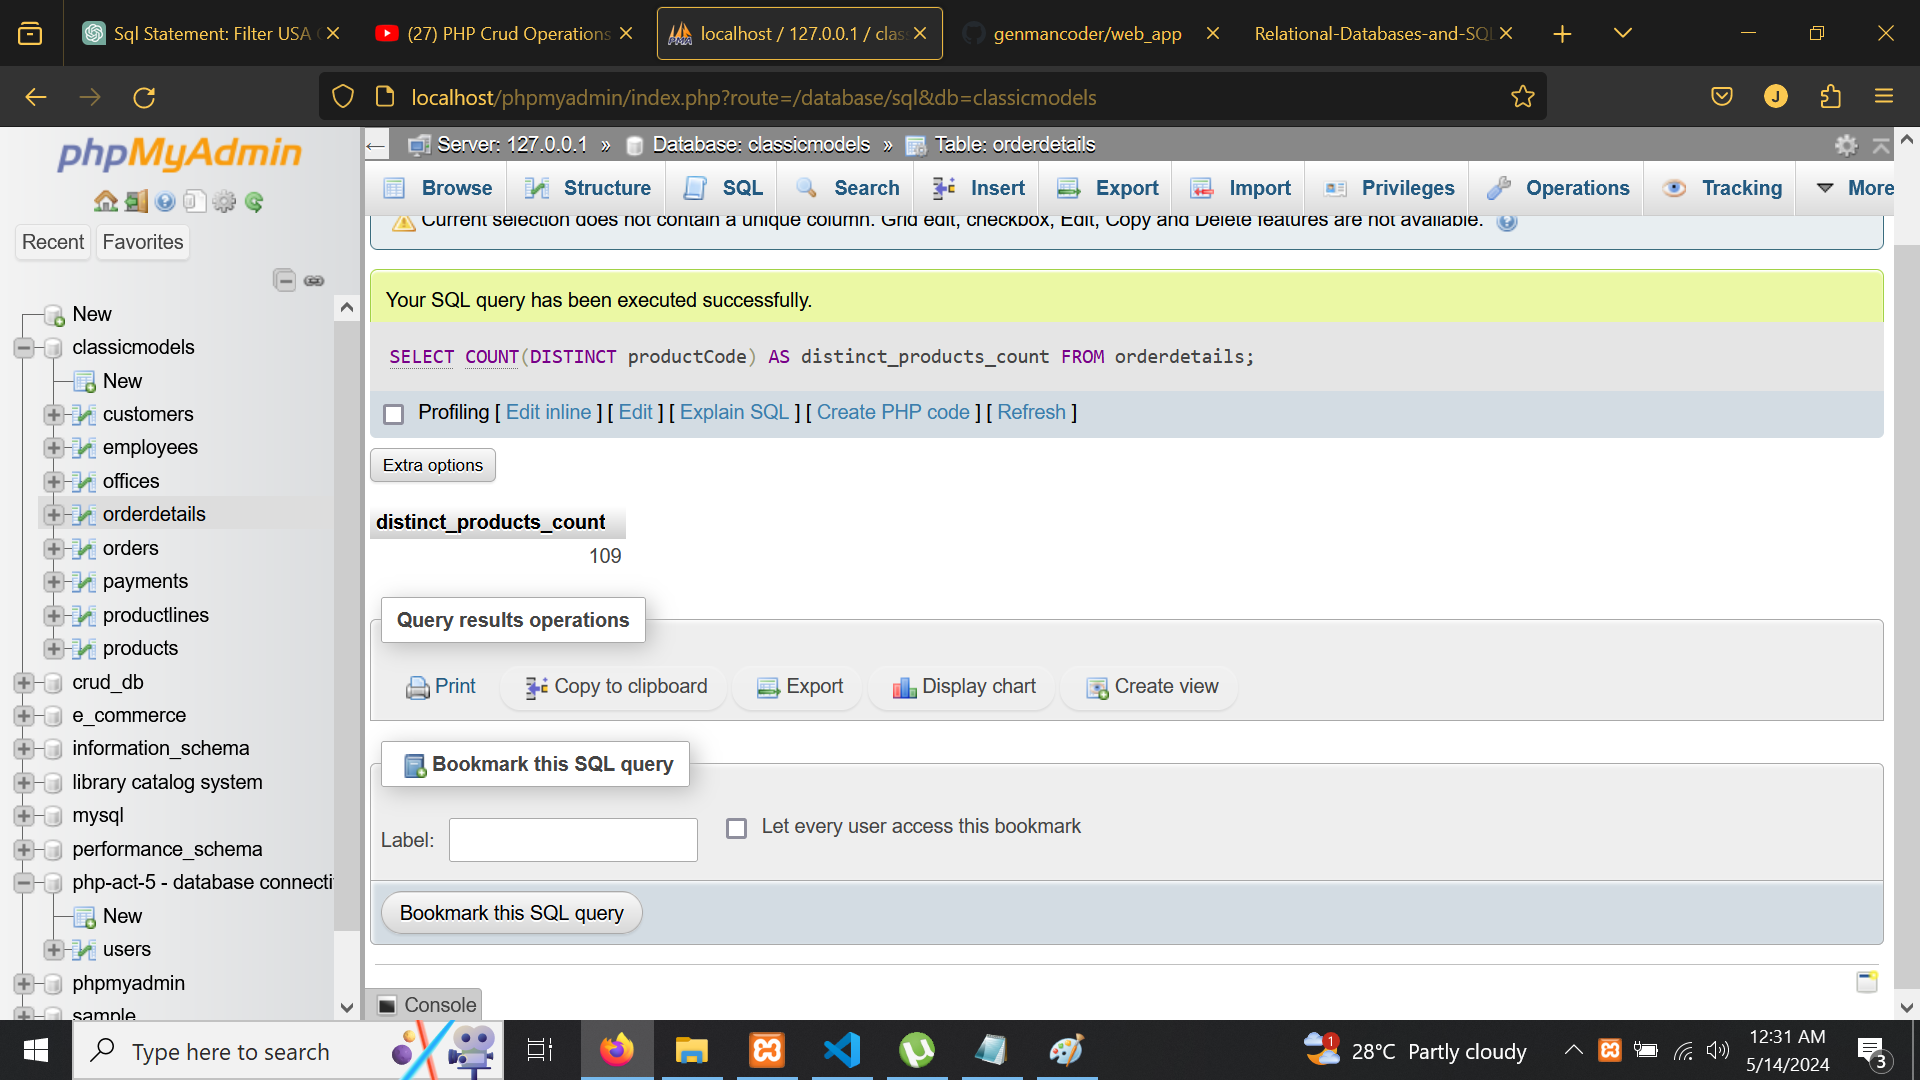 Sql Statement: Filter USA
(27) PHP Crud Operations
localhost / 127.0.0.1 / clas
genmancoder/web_app
Relational-Databases-and-SQL
localhost/phpmyadmin/index.php?route=/database/sql&db=classicmodels
J
phpMyAdmin
Recent
Favorites
New
classicmodels
New
customers
employees
offices
orderdetails
orders
payments
productlines
products
crud_db
e_commerce
information_schema
library catalog system
mysql
performance_schema
php-act-5 - database connecti
New
users
phpmyadmin
sample
Server: 127.0.0.1 » Database: classicmodels » Table: orderdetails
Browse Structure SQL Search Insert Export Import Privileges Operations Tracking More
Current selection does not contain a unique column. Grid edit, checkbox, Edit, Copy and Delete features are not available.
Your SQL query has been executed successfully.
SELECT COUNT(DISTINCT productCode) AS distinct_products_count FROM orderdetails;
Profiling [ Edit inline ] [ Edit ] [ Explain SQL ] [ Create PHP code ] [ Refresh ]
Extra options
distinct_products_count
109
Query results operations
Print Copy to clipboard Export Display chart Create view
Bookmark this SQL query
Label:
Let every user access this bookmark
Bookmark this SQL query
Console
Type here to search
1
28°C Partly cloudy
12:31 AM
5/14/2024
3